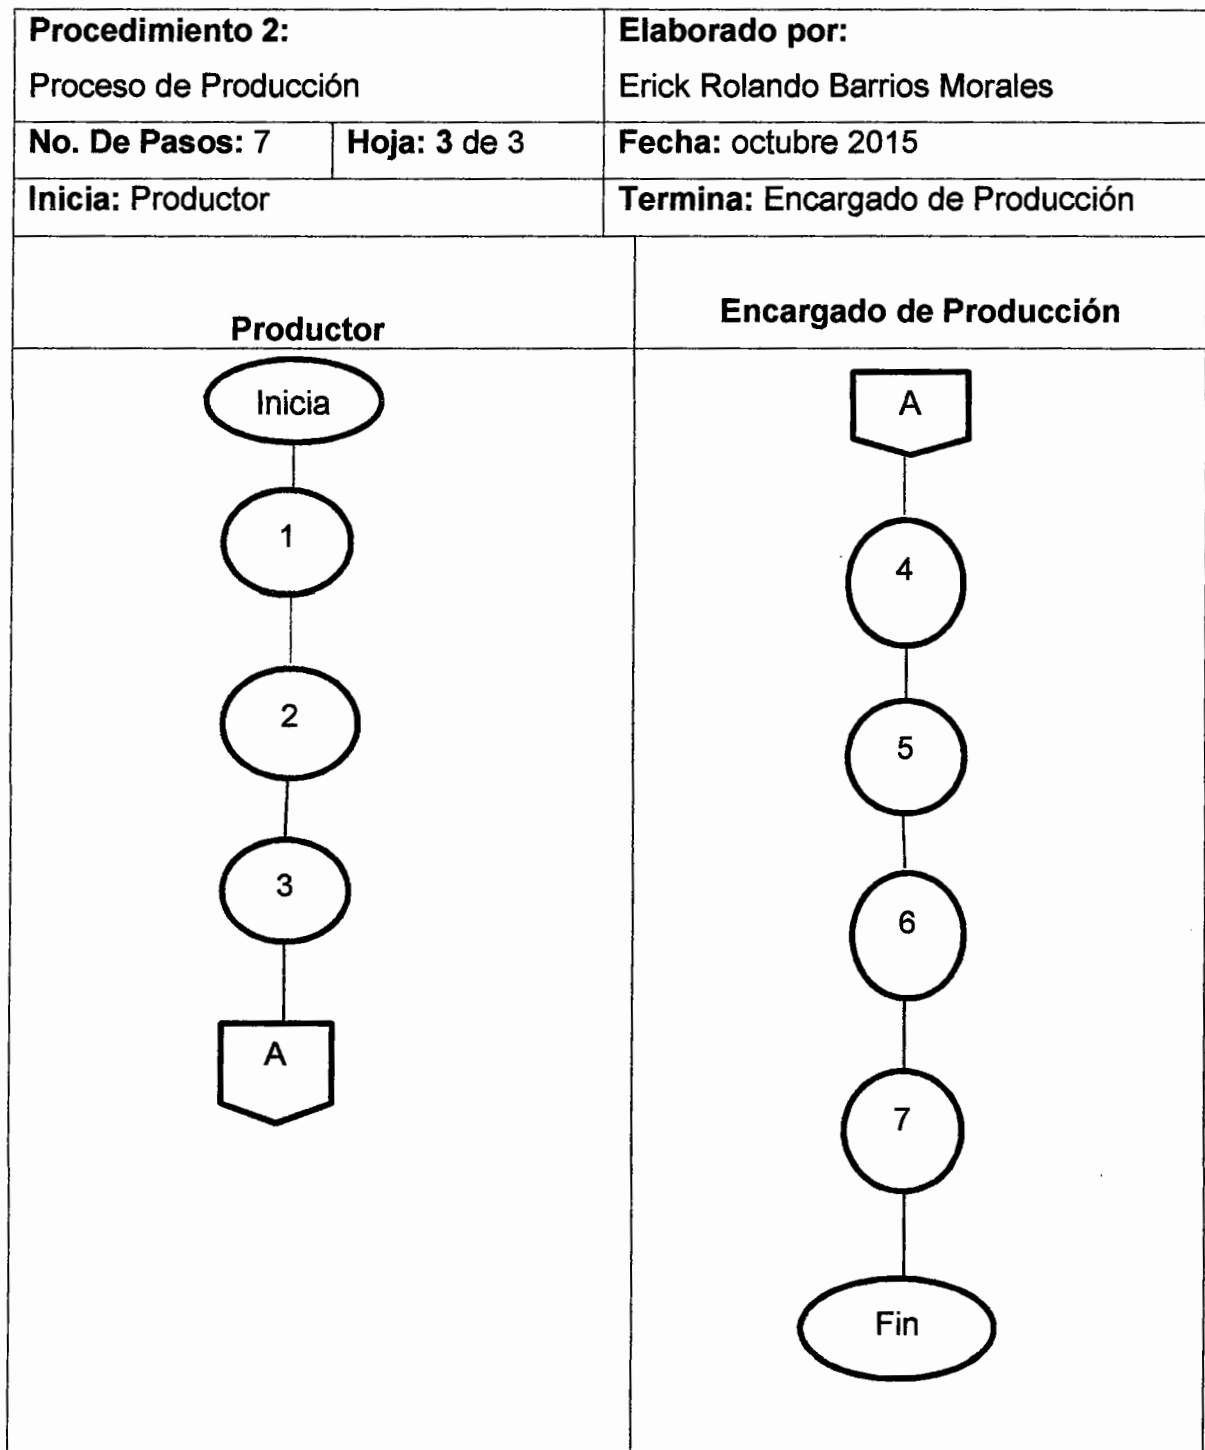 Procedimiento 2:
Proceso de Producción
Elaborado por:
Erick Rolando Barrios Morales
No. De Pasos: 7
Hoja: 3 de 3
Fecha: octubre 2015
Inicia: Productor
Termina: Encargado de Producción
Productor
Encargado de Producción
Inicia
1
2
3
A
A
4
5
6
7
Fin